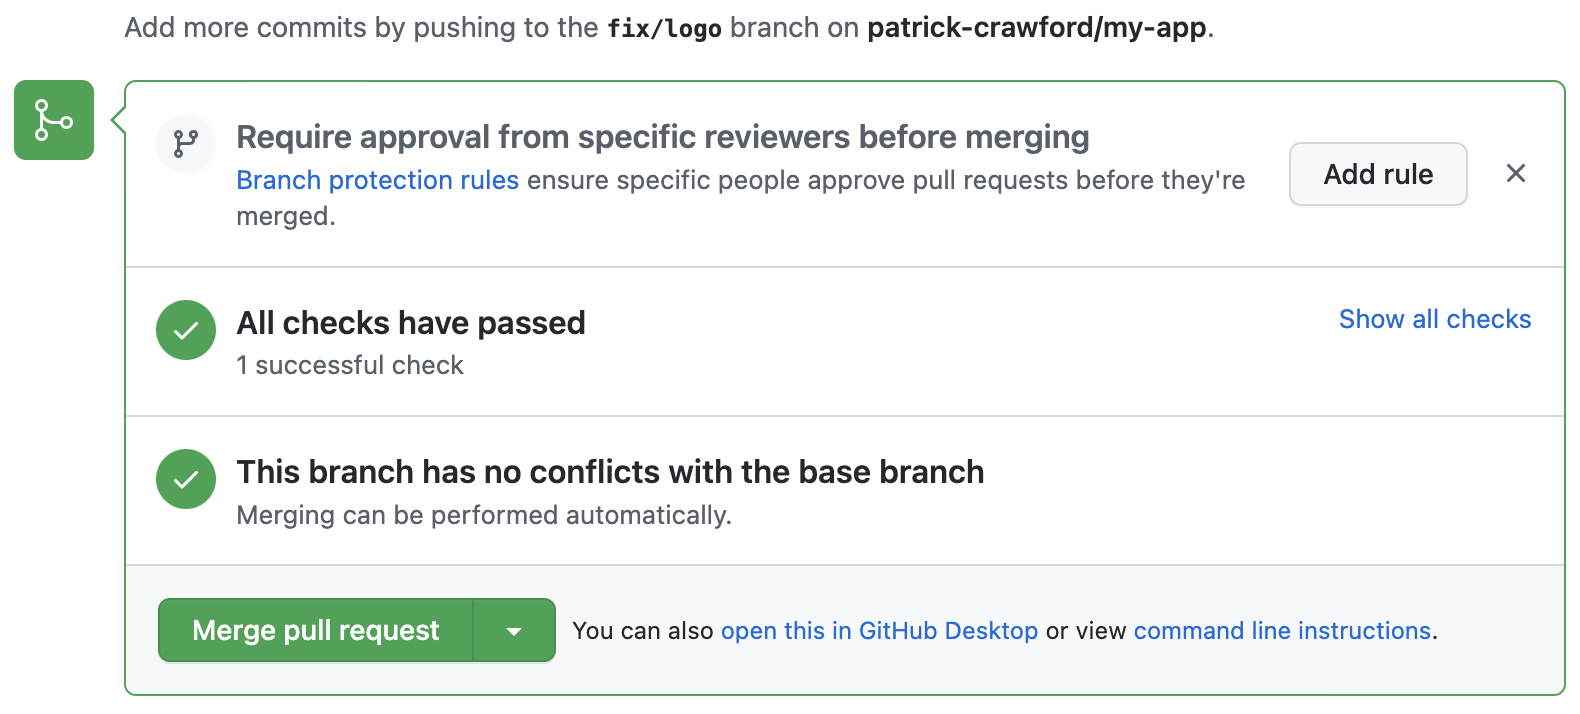 Add more commits by pushing to the fix/logo branch on patrick-crawford/my-app.
Require approval from specific reviewers before merging
Branch protection rules ensure specific people approve pull requests before they're
merged.
Add rule
All checks have passed
1 successful check
Show all checks
This branch has no conflicts with the base branch
Merging can be performed automatically.
Merge pull request
You can also open this in GitHub Desktop or view command line instructions.